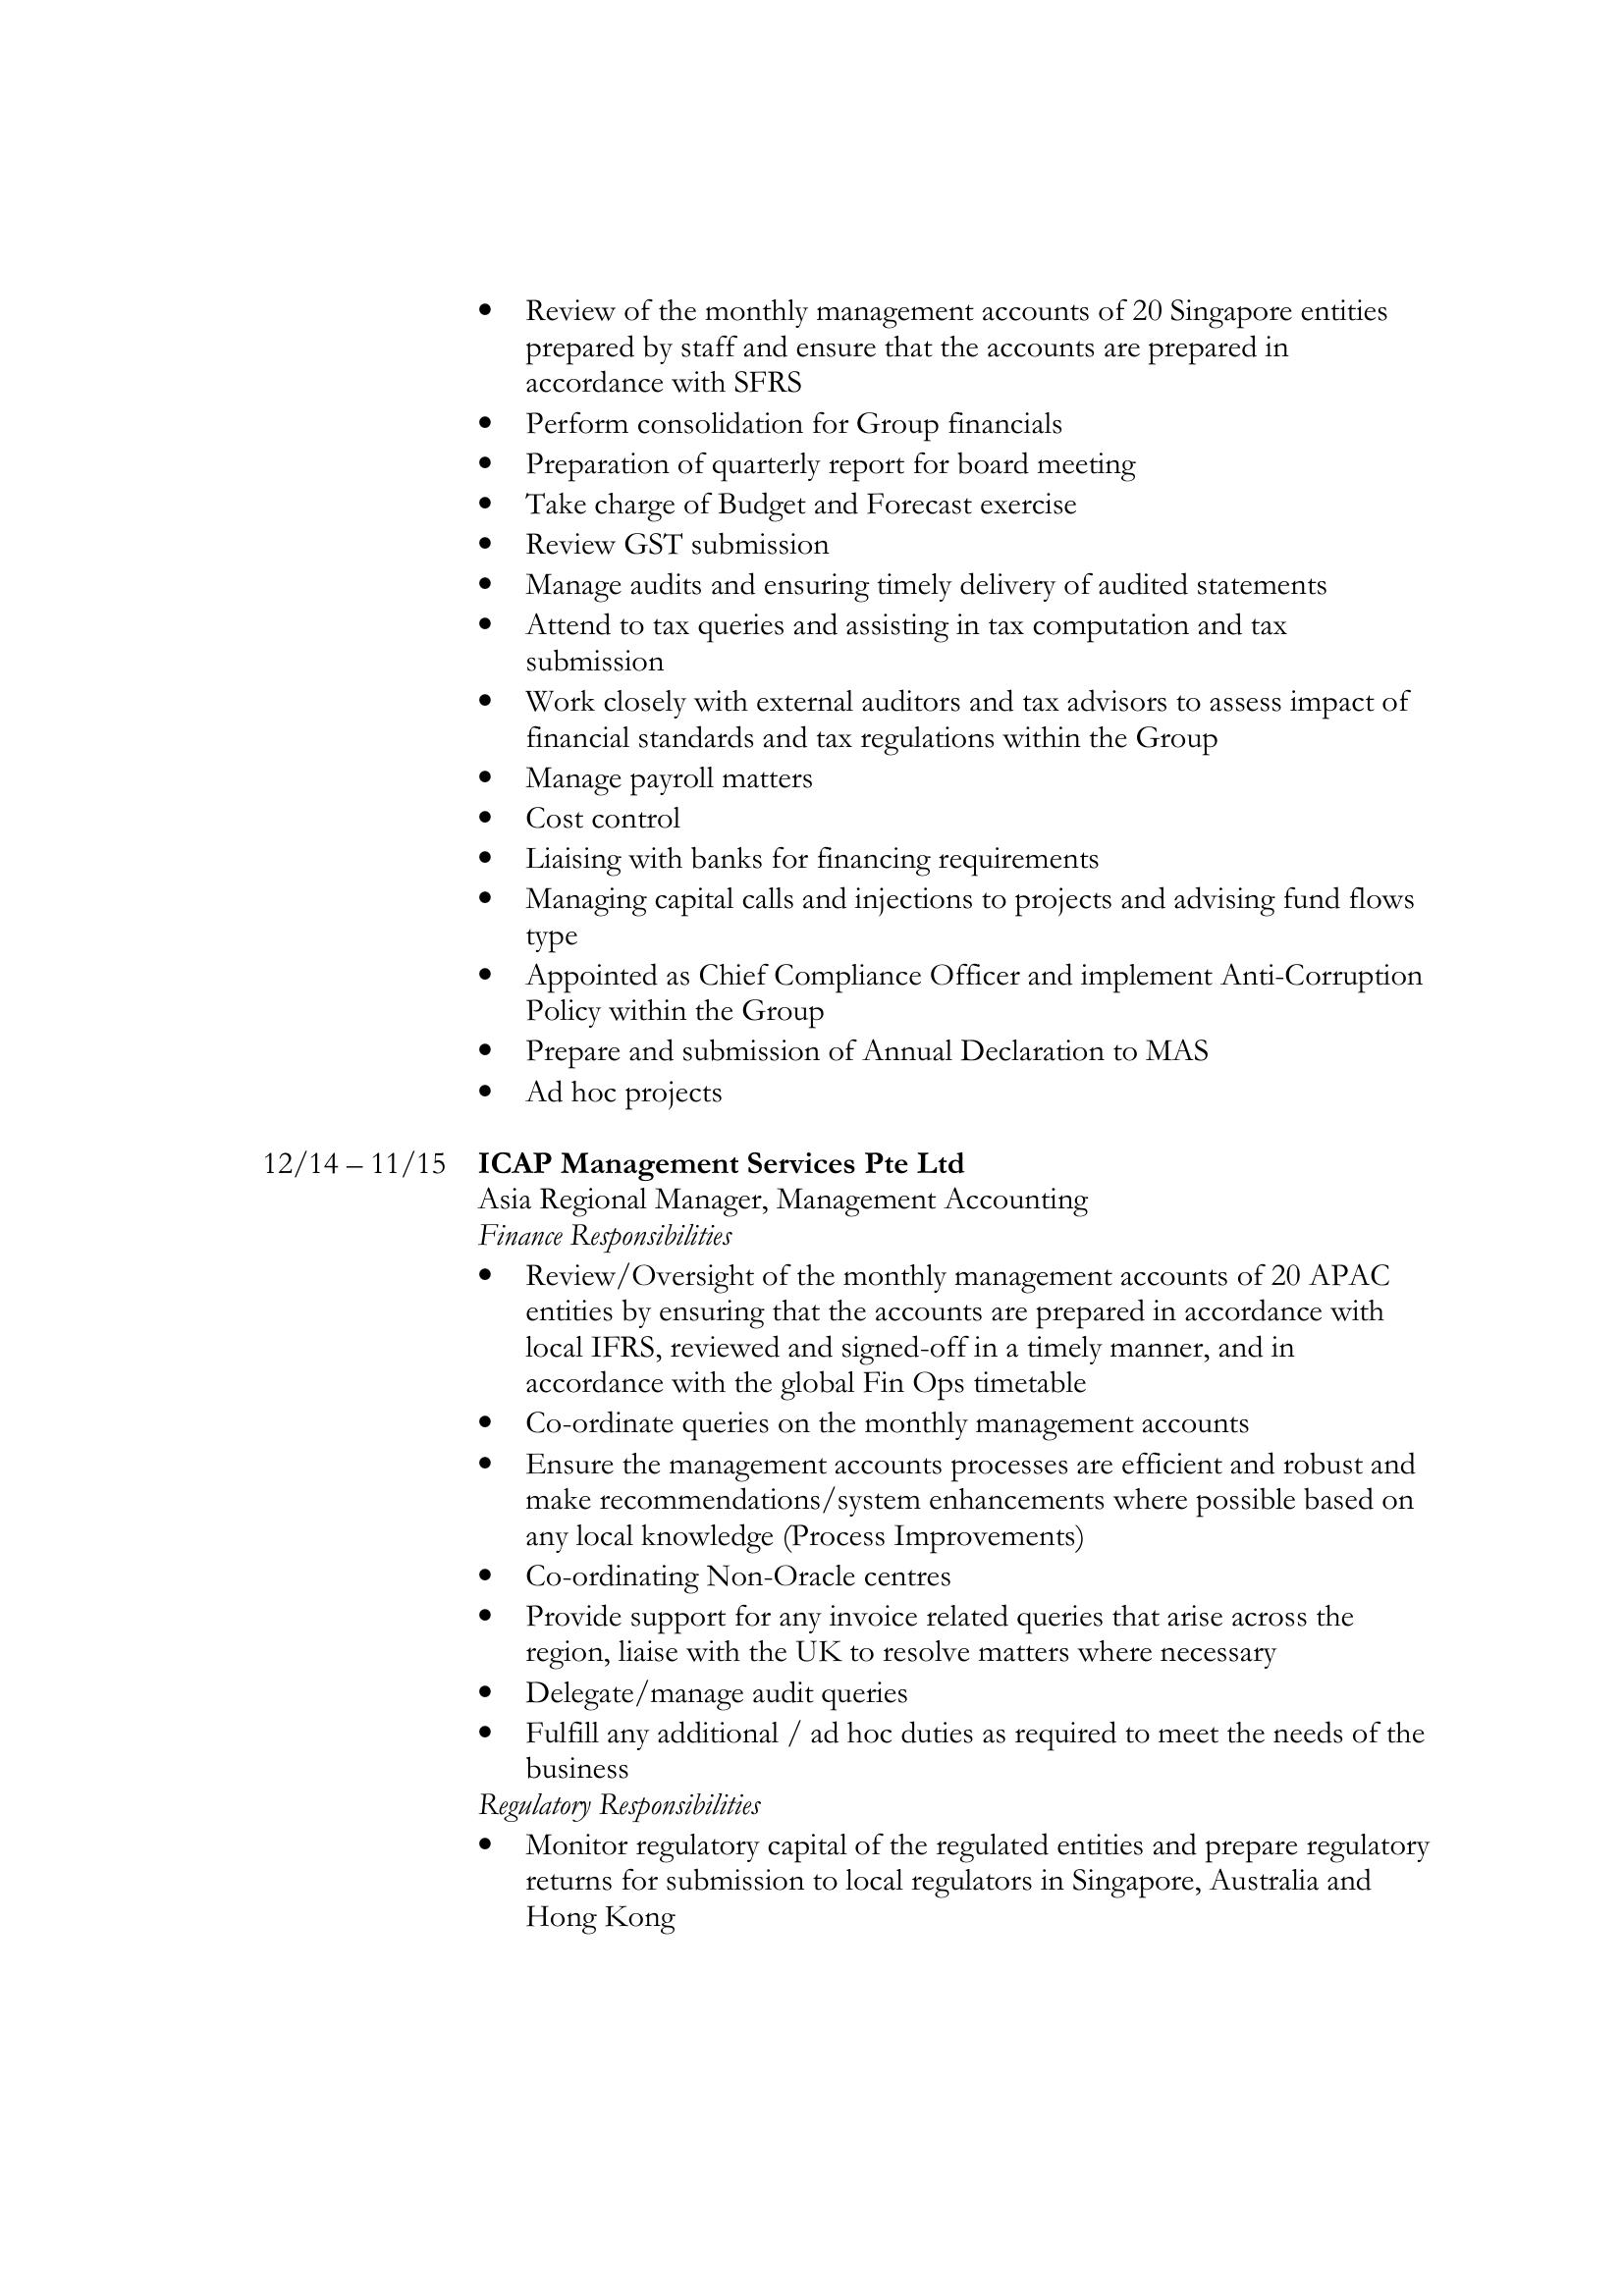 • Review of the monthly management accounts of 20 Singapore entities
prepared by staff and ensure that the accounts are prepared in
accordance with SFRS
• Perform consolidation for Group financials
• Preparation of quarterly report for board meeting
• Take charge of Budget and Forecast exercise
• Review GST submission
• Manage audits and ensuring timely delivery of audited statements
• Attend to tax queries and assisting in tax computation and tax
submission
• Work closely with external auditors and tax advisors to assess impact of
financial standards and tax regulations within the Group
• Manage payroll matters
• Cost control
• Liaising with banks for financing requirements
• Managing capital calls and injections to projects and advising fund flows
type
• Appointed as Chief Compliance Officer and implement Anti-Corruption
Policy within the Group
• Prepare and submission of Annual Declaration to MAS
• Ad hoc projects
12/14 – 11/15 ICAP Management Services Pte Ltd
Asia Regional Manager, Management Accounting
Finance Responsibilities
• Review/Oversight of the monthly management accounts of 20 APAC
entities by ensuring that the accounts are prepared in accordance with
local IFRS, reviewed and signed-off in a timely manner, and in
accordance with the global Fin Ops timetable
• Co-ordinate queries on the monthly management accounts
• Ensure the management accounts processes are efficient and robust and
make recommendations/system enhancements where possible based on
any local knowledge (Process Improvements)
• Co-ordinating Non-Oracle centres
• Provide support for any invoice related queries that arise across the
region, liaise with the UK to resolve matters where necessary
• Delegate/manage audit queries
• Fulfill any additional / ad hoc duties as required to meet the needs of the
business
Regulatory Responsibilities
• Monitor regulatory capital of the regulated entities and prepare regulatory
returns for submission to local regulators in Singapore, Australia and
Hong Kong